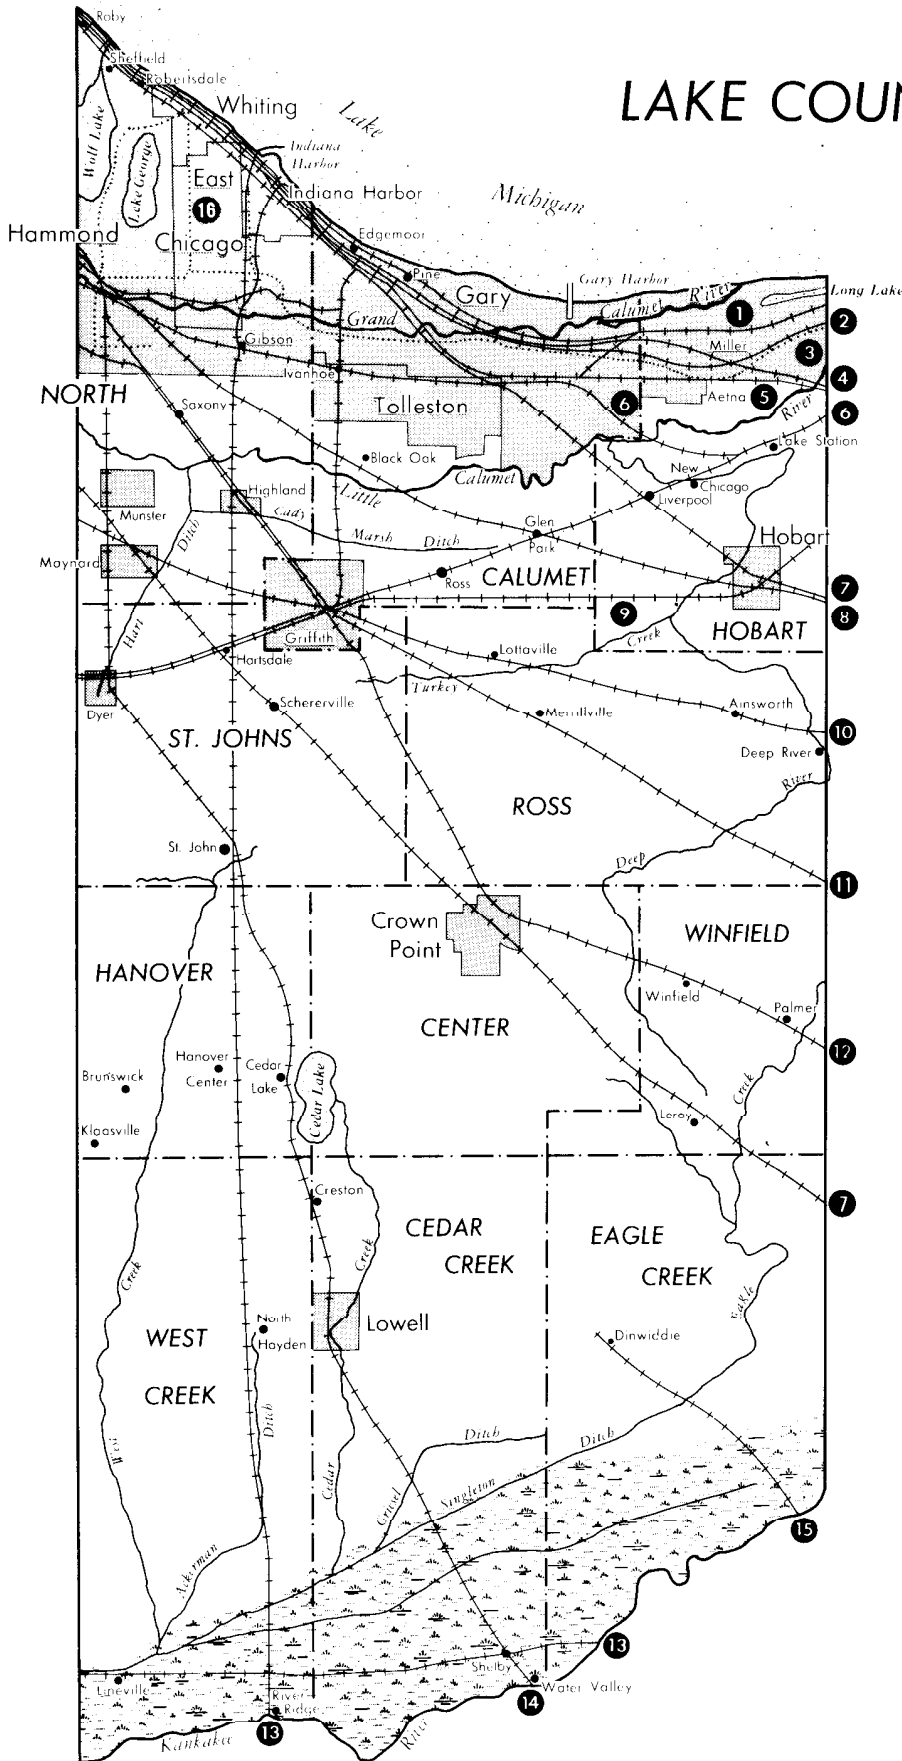 LAKE COUN
Roby
Sheffield
Robertsdale
Whiting
Lake
Michigan
Wolf Lake
Lake George
Indiana
Harbor
East
Chicago
16
Indiana Harbor
Hammond
Edgemoor
Pine
Gary
Gary Harbor
Grand
Calumet
River
Long Lake
1
2
3
4
Miller
Gibson
Ivanhoe
NORTH
Tolleston
6
Aetna
5
River
6
Saxony
Black Oak
Lake Station
New
Chicago
Liverpool
Little
Calumet
Munster
Highland
Cady
Marsh
Ditch
Glen
Park
Hobart
Maynard
Ditch
Hart
Ross
CALUMET
7
8
9
HOBART
Griffith
Hartsdale
Lottaville
Creek
Turkey
Dyer
Schererville
Merrillville
Ainsworth
10
ST. JOHNS
Deep River
River
ROSS
St. John
Deep
11
Crown
Point
WINFIELD
HANOVER
Winfield
Palmer
CENTER
12
Hanover
Center
Cedar
Lake
Cedar Lake
Brunswick
Creek
Klaasville
Leroy
7
Creston
CEDAR
CREEK
EAGLE
CREEK
Creek
Creek
Eagle
North
Hayden
Lowell
Dinwiddie
WEST
CREEK
Ditch
West
Ditch
Ditch
Cedar
Griesel
Singleton
15
Ackerman
13
Shelby
Water Valley
Lineville
River
Ridge
14
13
Kankakee
River